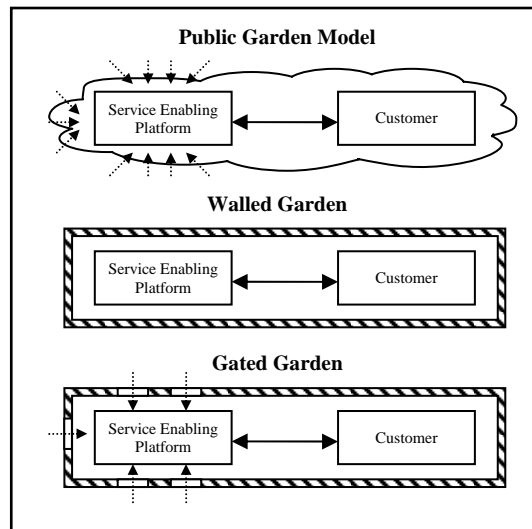 Public Garden Model
Service Enabling
Platform
Customer
Walled Garden
Service Enabling
Platform
Customer
Gated Garden
Service Enabling
Platform
Customer